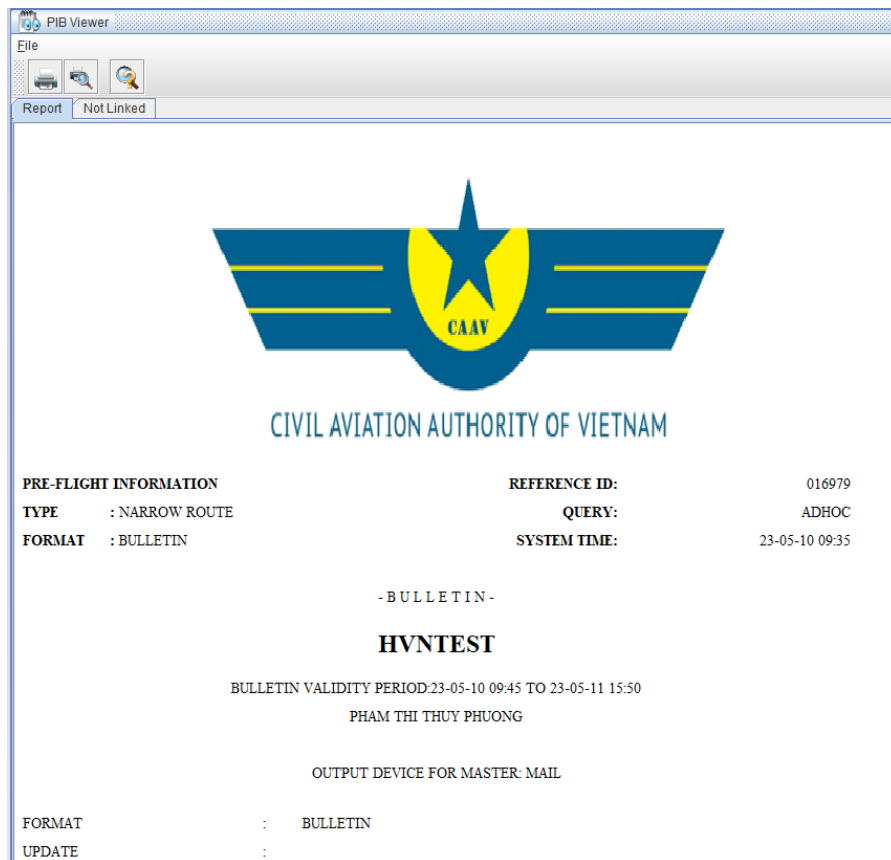 PIB Viewer
File
Report Not Linked
CAAV
CIVIL AVIATION AUTHORITY OF VIETNAM
PRE-FLIGHT INFORMATION REFERENCE ID: 016979
TYPE : NARROW ROUTE QUERY: ADHOC
FORMAT : BULLETIN SYSTEM TIME: 23-05-10 09:35
- B U L L E T I N -
HVNTEST
BULLETIN VALIDITY PERIOD:23-05-10 09:45 TO 23-05-11 15:50
PHAM THI THUY PHUONG
OUTPUT DEVICE FOR MASTER: MAIL
FORMAT : BULLETIN
UPDATE :